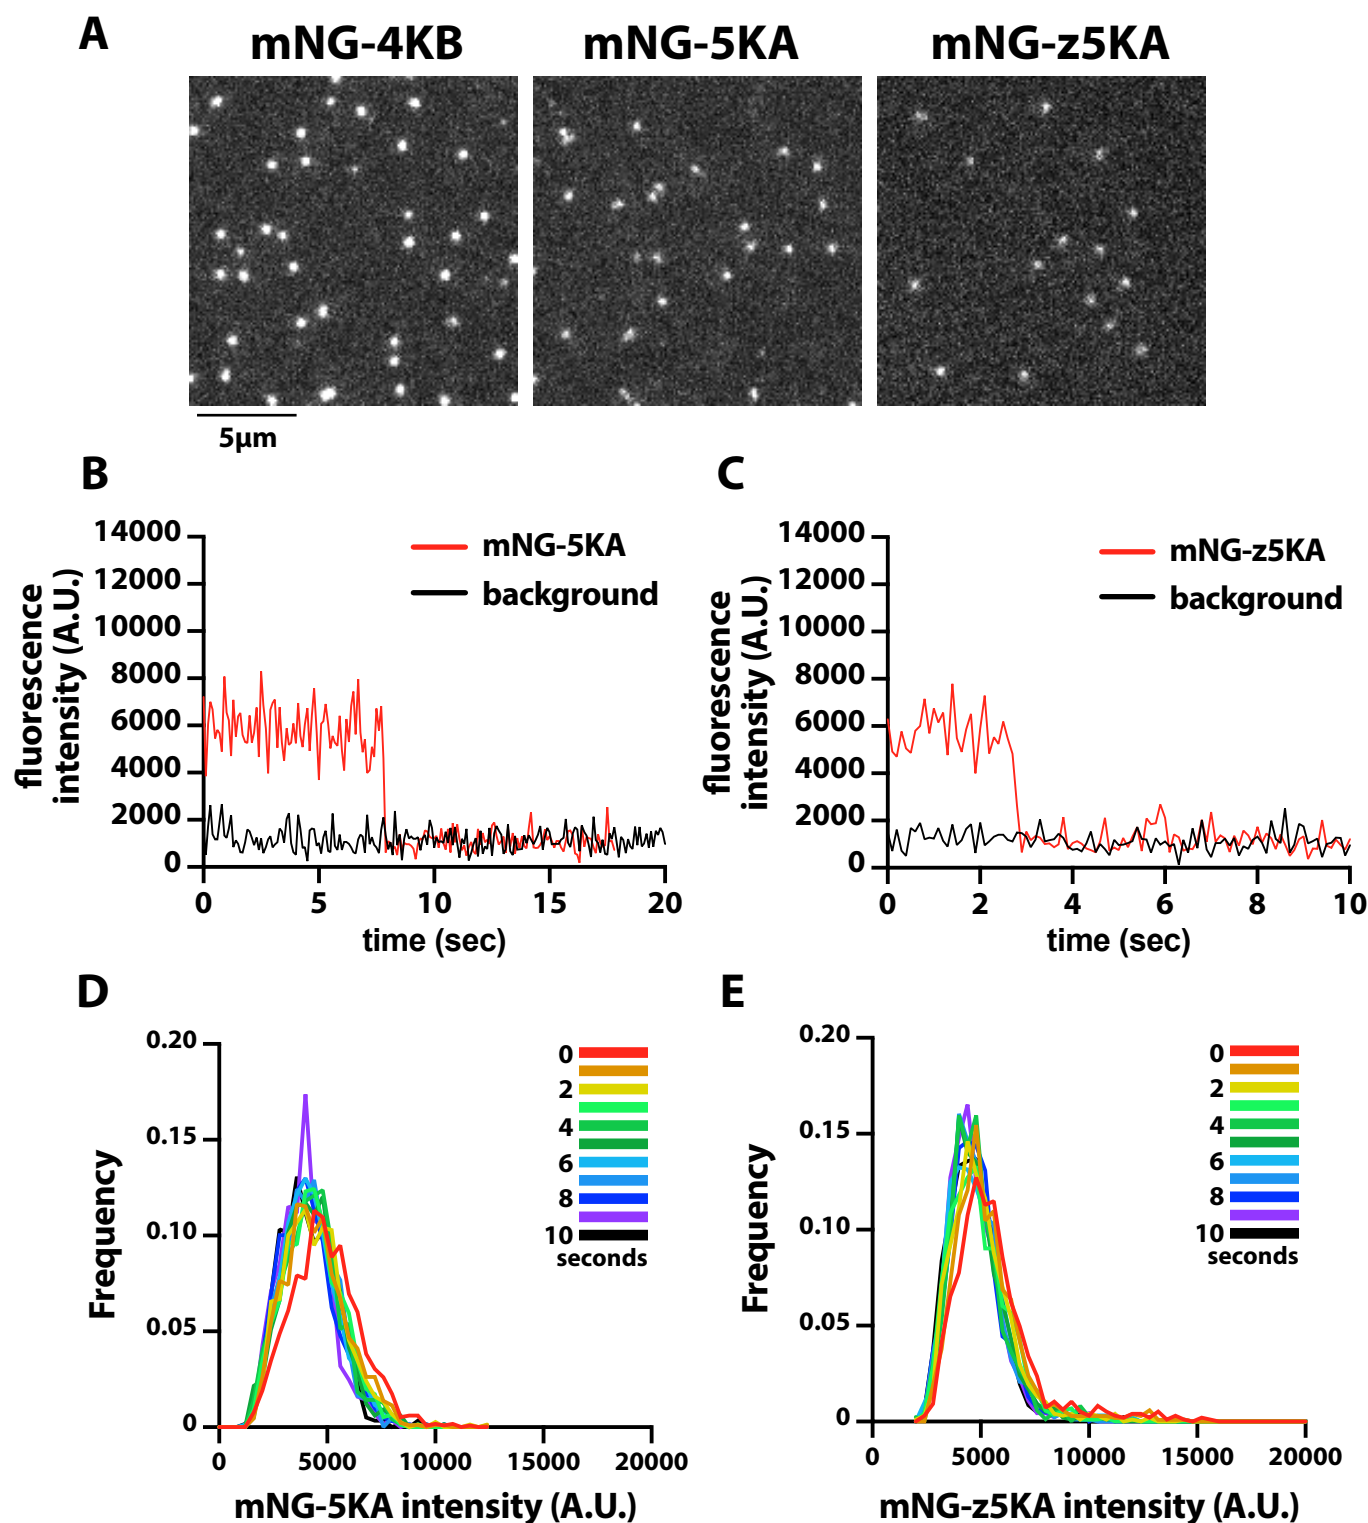 A
mNG-4KB
mNG-5KA
mNG-z5KA
5µm
B
fluorescence
intensity (A.U.)
14000
12000
10000
8000
6000
4000
2000
0
mNG-5KA
background
0 5 10 15 20
time (sec)
C
fluorescence
intensity (A.U.)
14000
12000
10000
8000
6000
4000
2000
0
mNG-z5KA
background
0 2 4 6 8 10
time (sec)
D
Frequency
0.20
0.15
0.10
0.05
0
0
2
4
6
8
10
seconds
0 5000 10000 15000 20000
mNG-5KA intensity (A.U.)
E
Frequency
0.20
0.15
0.10
0.05
0
0
2
4
6
8
10
seconds
0 5000 10000 15000 20000
mNG-z5KA intensity (A.U.)